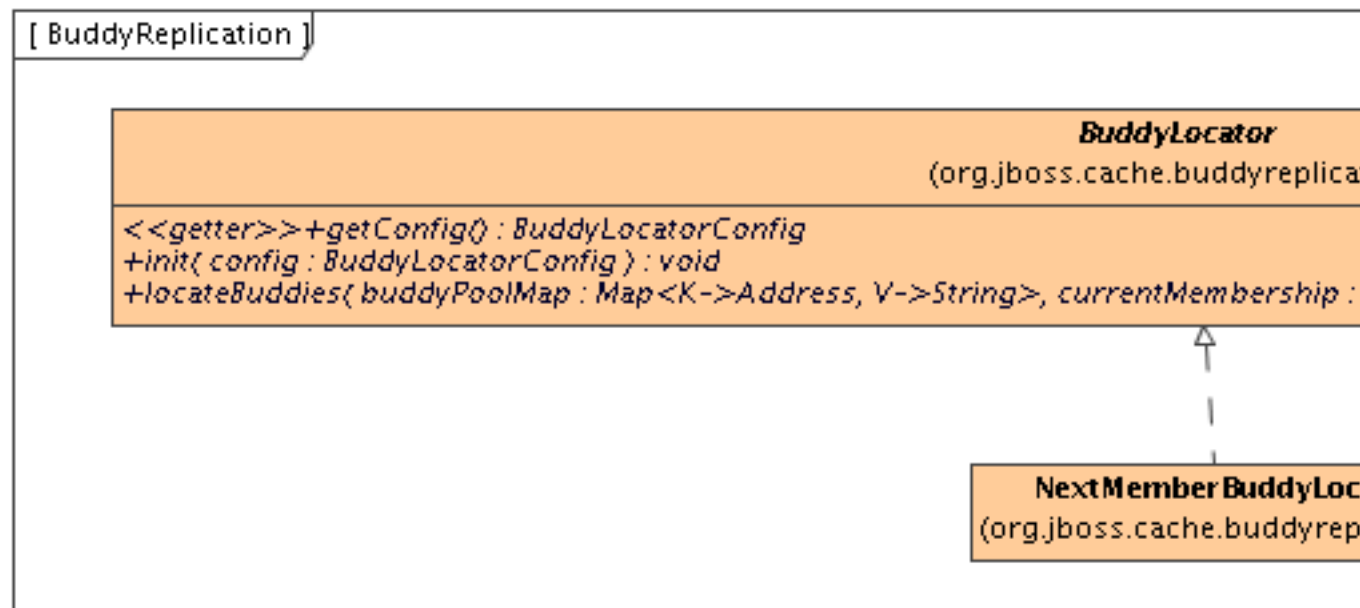 [ BuddyReplication ]
BuddyLocator
(org.jboss.cache.buddyreplica
<<getter>>+getConfig() : BuddyLocatorConfig
+init( config : BuddyLocatorConfig ) : void
+locateBuddies( buddyPoolMap : Map<K->Address, V->String>, currentMembership :
NextMemberBuddyLoc
(org.jboss.cache.buddyrep